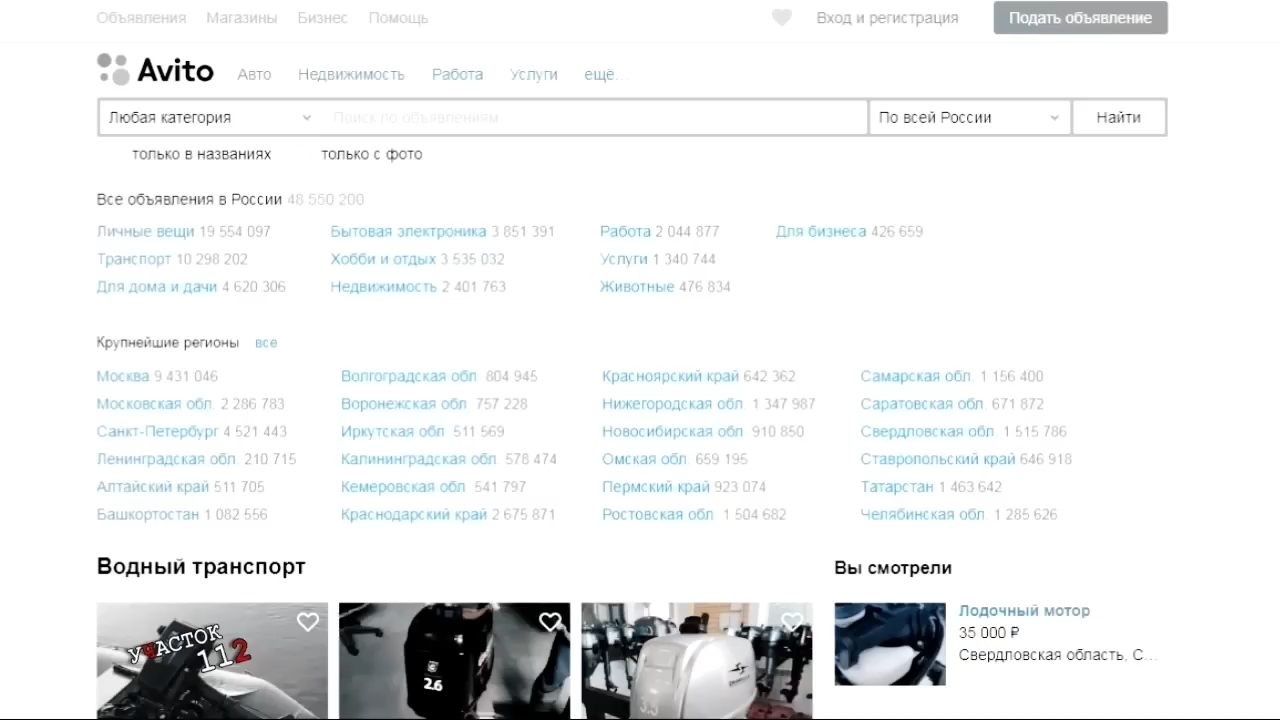 Объявления Магазины Бизнес Помощь Вход и регистрация Подать объявление
Avito Авто Недвижимость Работа Услуги ещё...
Любая категория Поиск по объявлениям По всей России Найти
только в названиях только с фото
Все объявления в России 48 550 200
Личные вещи 19 554 097 Бытовая электроника 3 851 391 Работа 2 044 877 Для бизнеса 426 659
Транспорт 10 298 202 Хобби и отдых 3 535 032 Услуги 1 340 744
Для дома и дачи 4 620 306 Недвижимость 2 401 763 Животные 476 834
Крупнейшие регионы все
Москва 9 431 046 Волгоградская обл. 804 945 Красноярский край 642 362 Самарская обл. 1 156 400
Московская обл. 2 286 783 Воронежская обл. 757 228 Нижегородская обл. 1 347 987 Саратовская обл. 671 872
Санкт-Петербург 4 521 443 Иркутская обл. 511 569 Новосибирская обл. 910 850 Свердловская обл. 1 515 786
Ленинградская обл. 210 715 Калининградская обл. 578 474 Омская обл. 659 195 Ставропольский край 646 918
Алтайский край 511 705 Кемеровская обл. 541 797 Пермский край 923 074 Татарстан 1 463 642
Башкортостан 1 082 556 Краснодарский край 2 675 871 Ростовская обл. 1 504 682 Челябинская обл. 1 285 626
Водный транспорт Вы смотрели
УЧАСТОК
112
2.6
3.5
Лодочный мотор
35 000 ₽
Свердловская область, С...